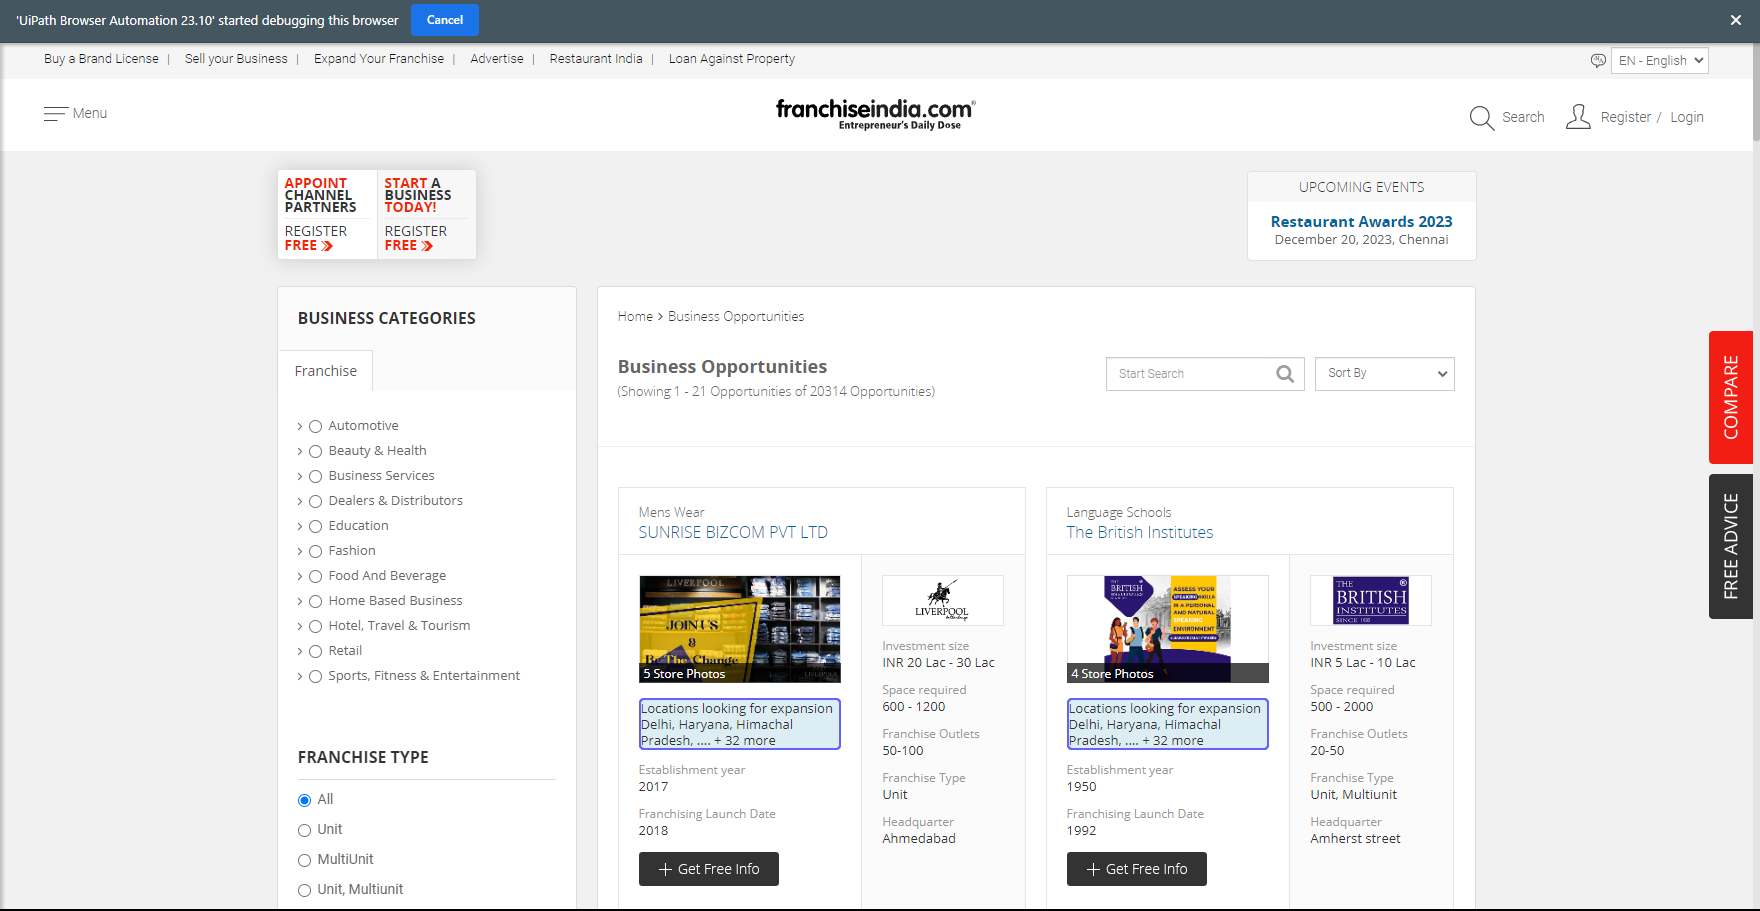 'UiPath Browser Automation 23.10' started debugging this browser
Cancel
Buy a Brand License | Sell your Business | Expand Your Franchise | Advertise | Restaurant India | Loan Against Property
EN - English
Menu
franchiseindia.com
Entrepreneur's Daily Dose
Search
Register / Login
APPOINT
CHANNEL
PARTNERS
REGISTER
FREE
START A
BUSINESS
TODAY!
REGISTER
FREE
UPCOMING EVENTS
Restaurant Awards 2023
December 20, 2023, Chennai
BUSINESS CATEGORIES
Franchise
Automotive
Beauty & Health
Business Services
Dealers & Distributors
Education
Fashion
Food And Beverage
Home Based Business
Hotel, Travel & Tourism
Retail
Sports, Fitness & Entertainment
FRANCHISE TYPE
All
Unit
MultiUnit
Unit, Multiunit
Home > Business Opportunities
Business Opportunities
(Showing 1 - 21 Opportunities of 20314 Opportunities)
Start Search
Sort By
Mens Wear
SUNRISE BIZCOM PVT LTD
LIVERPOOL
JOIN US
&
Be The Change
LIVERPOOL
5 Store Photos
Locations looking for expansion
Delhi, Haryana, Himachal
Pradesh, .... + 32 more
Establishment year
2017
Franchising Launch Date
2018
Get Free Info
LIVERPOOL
Investment size
INR 20 Lac - 30 Lac
Space required
600 - 1200
Franchise Outlets
50-100
Franchise Type
Unit
Headquarter
Ahmedabad
Language Schools
The British Institutes
THE
BRITISH
INSTITUTES
ASSESS YOUR
SPEAKING SKILLS
IN A PERSONAL
AND NATURAL
SPEAKING
ENVIRONMENT
4 Store Photos
Locations looking for expansion
Delhi, Haryana, Himachal
Pradesh, .... + 32 more
Establishment year
1950
Franchising Launch Date
1992
Get Free Info
THE ®
BRITISH
INSTITUTES
SINCE 1935
Investment size
INR 5 Lac - 10 Lac
Space required
500 - 2000
Franchise Outlets
20-50
Franchise Type
Unit, Multiunit
Headquarter
Amherst street
COMPARE
FREE ADVICE